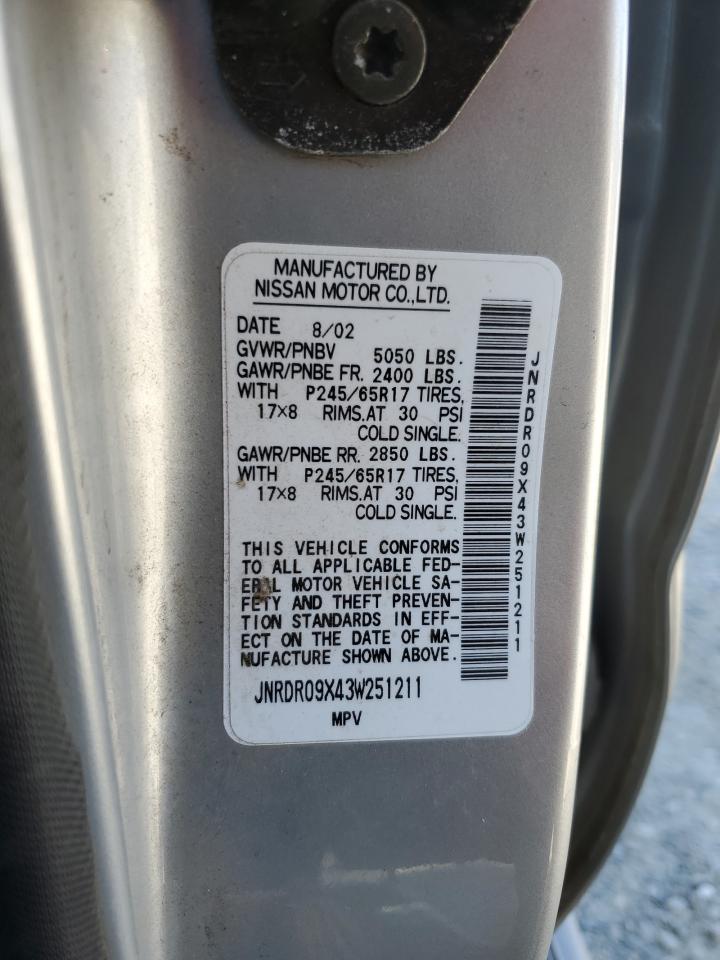 MANUFACTURED BY
NISSAN MOTOR CO.,LTD.
DATE 8/02
GVWR/PNBV 5050 LBS.
GAWR/PNBE FR. 2400 LBS.
WITH P245/65R17 TIRES,
17×8 RIMS.AT 30 PSI
COLD SINGLE.
GAWR/PNBE RR. 2850 LBS.
WITH P245/65R17 TIRES,
17×8 RIMS.AT 30 PSI
COLD SINGLE.
THIS VEHICLE CONFORMS
TO ALL APPLICABLE FED-
ERAL MOTOR VEHICLE SA-
FETY AND THEFT PREVEN-
TION STANDARDS IN EFF-
ECT ON THE DATE OF MA-
NUFACTURE SHOWN ABOVE.
JNRDR09X43W251211
MPV
JNRDR09X43W251211